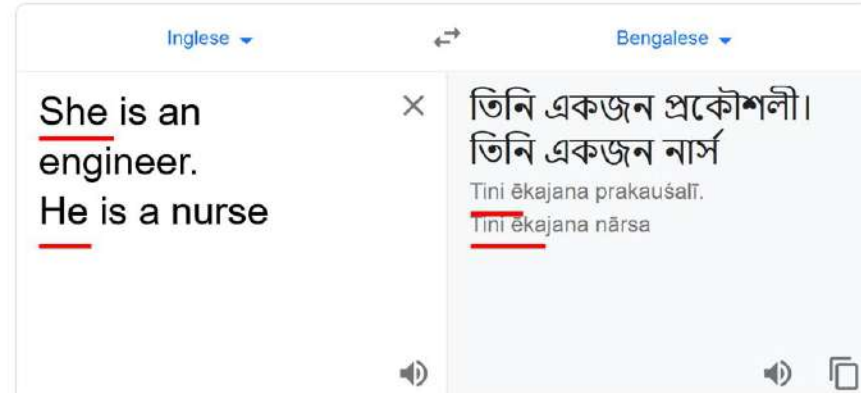 Inglese
Bengalese
She is an
engineer.
He is a nurse
তিনি একজন প্রকৌশলী।
তিনি একজন নার্স
Tini ēkajana prakauśalī.
Tini ēkajana nārsa